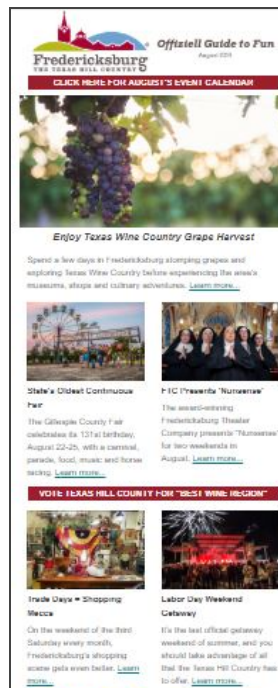 Fredericksburg
THE TEXAS HILL COUNTRY
Offiziell Guide to Fun
August
CLICK HERE FOR AUGUST'S EVENT CALENDAR
Enjoy Texas Wine Country Grape Harvest
Spend a few days in Fredericksburg stomping grapes and
exploring Texas Wine Country before experiencing the area's
museums, shops and culinary adventures. Learn more...
State's Oldest Continuous
Fair
The Gillespie County Fair
celebrates its 131st birthday,
August 22-25, with a carnival,
parade, food, music and horse
racing. Learn more...
FTC Presents "Nunsense"
The award-winning
Fredericksburg Theater
Company presents "Nunsense"
for two weekends in
August. Learn more...
VOTE TEXAS HILL COUNTY FOR "BEST WINE REGION"
Trade Days = Shopping
Mecca
On the weekend of the third
Saturday every month,
Fredericksburg's shopping
scene gets even better. Learn
more...
Labor Day Weekend
Getaway
It's the last official getaway
weekend of summer, and you
should take advantage of all
that the Texas Hill Country has
to offer. Learn more...